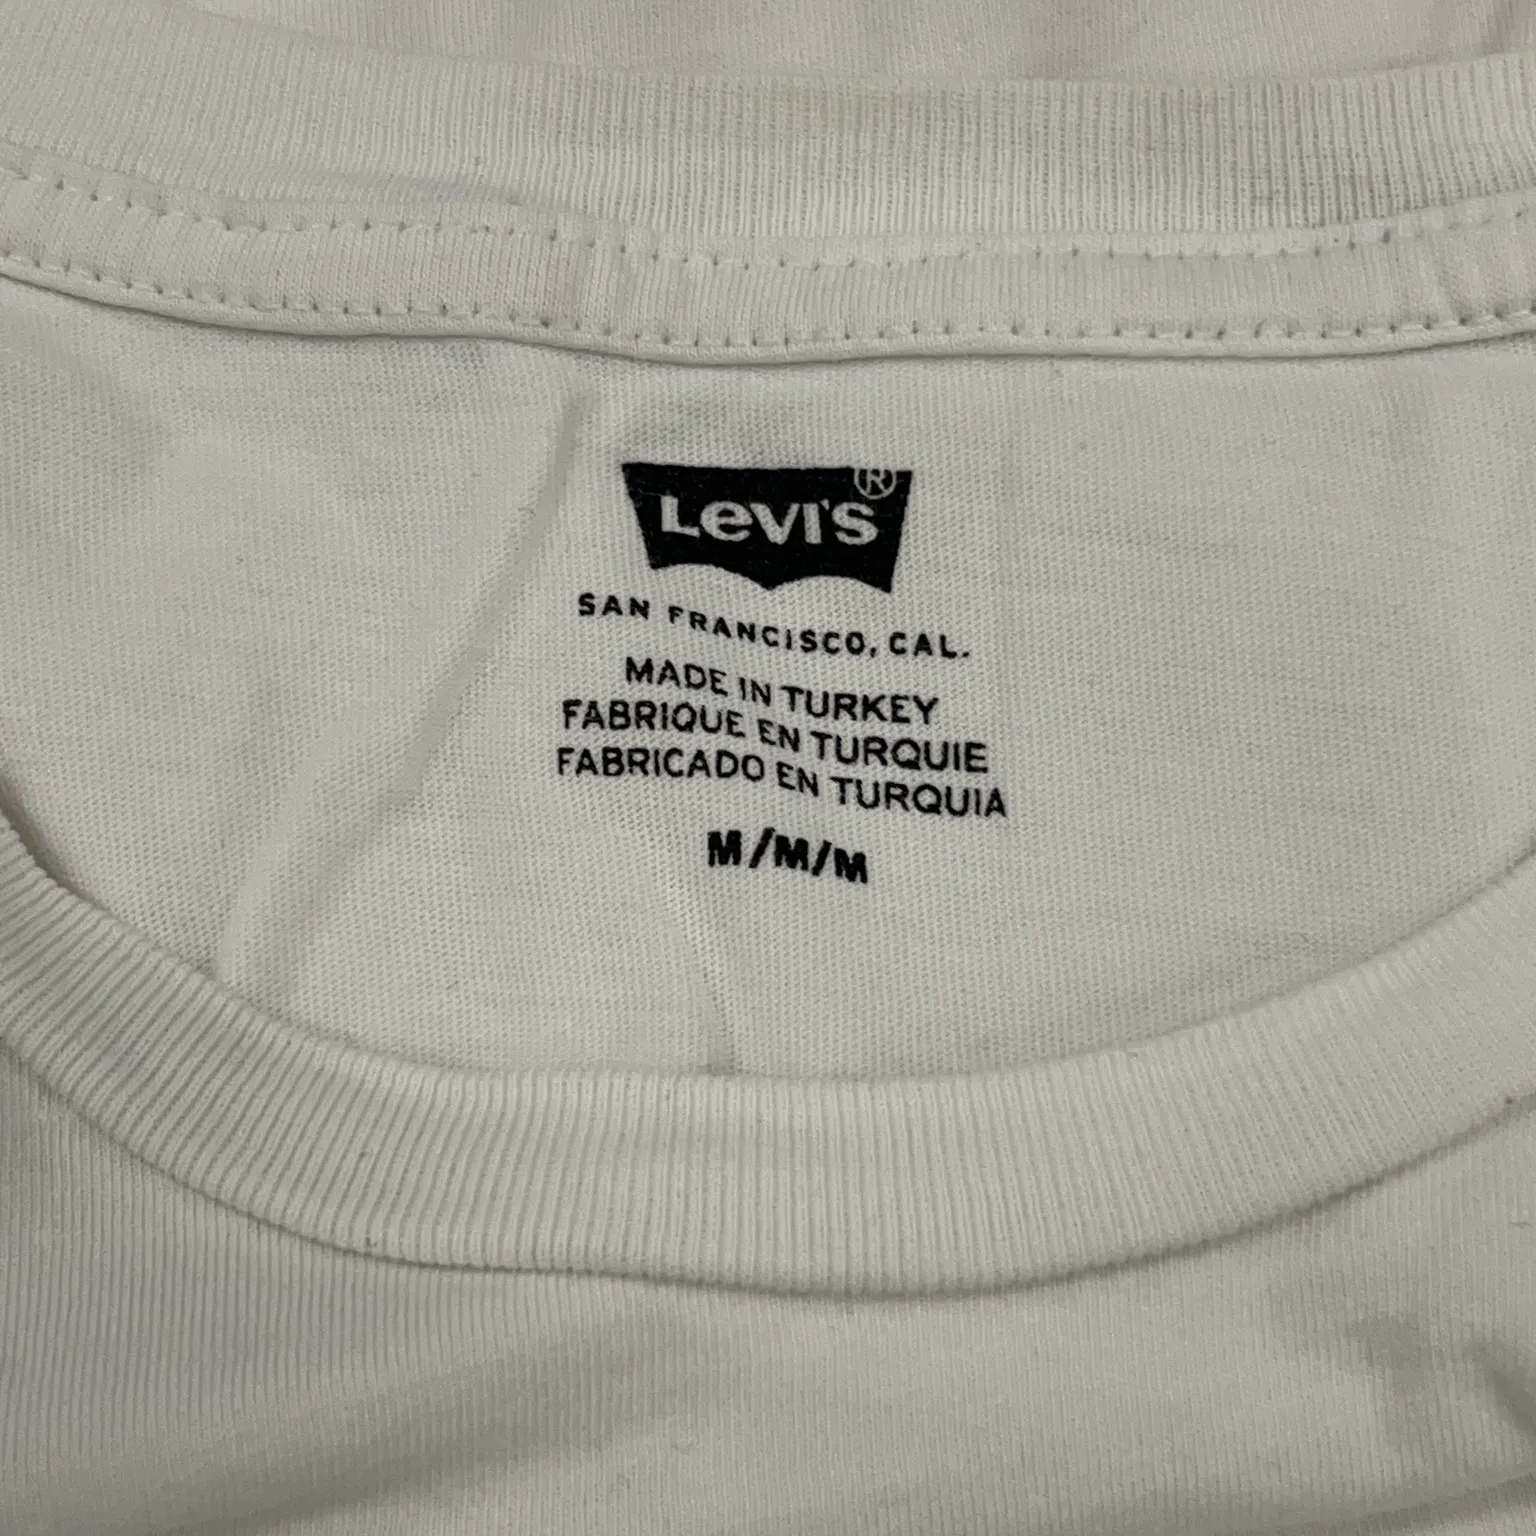 Levi's®
SAN FRANCISCO, CAL.
MADE IN TURKEY
FABRIQUE EN TURQUIE
FABRICADO EN TURQUIA
M/M/M